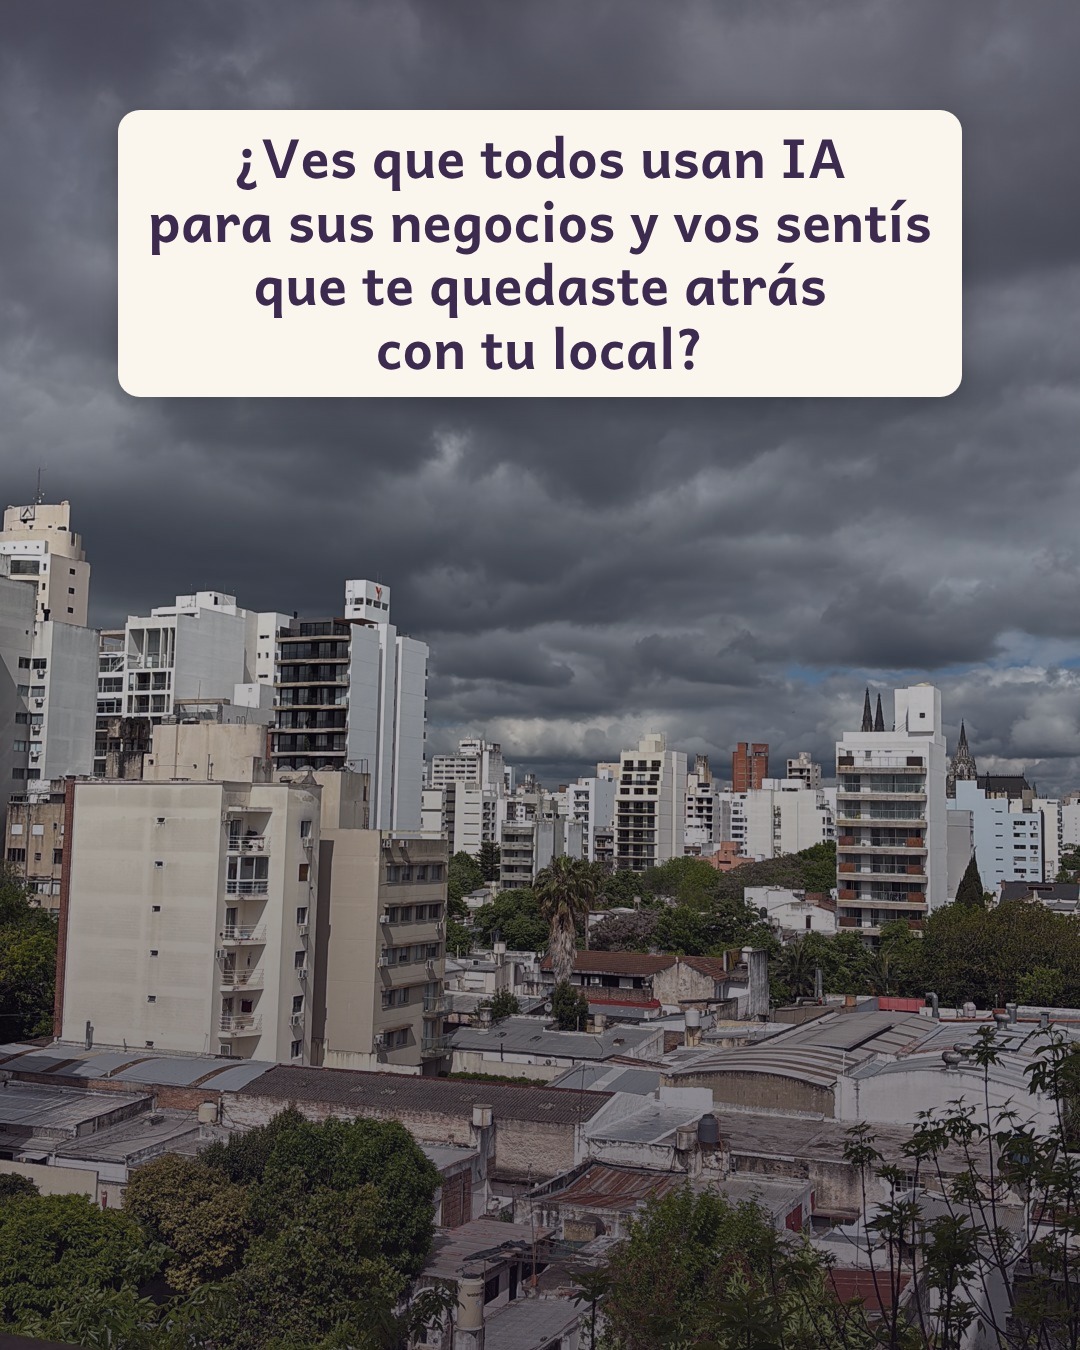 ¿Ves que todos usan IA
para sus negocios y vos sentís
que te quedaste atrás
con tu local?